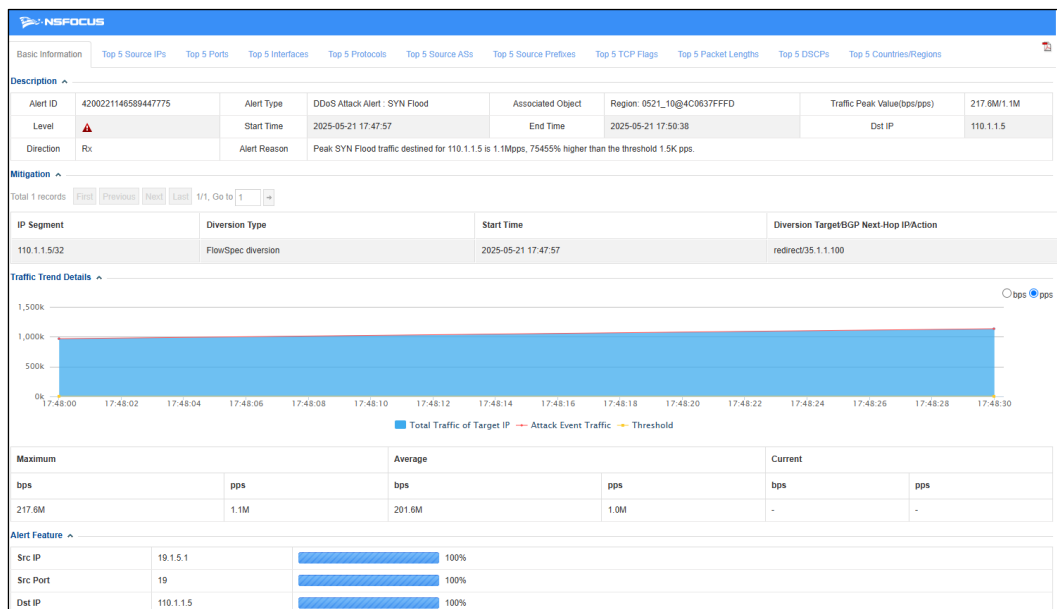 NSFOCUS
Basic Information Top 5 Source IPs Top 5 Ports Top 5 Interfaces Top 5 Protocols Top 5 Source ASs Top 5 Source Prefixes Top 5 TCP Flags Top 5 Packet Lengths Top 5 DSCPs Top 5 Countries/Regions
Description
Alert ID 4200221146589447775 Alert Type DDoS Attack Alert : SYN Flood Associated Object Region: 0521_10@4C0637FFFD Traffic Peak Value(bps/pps) 217.6M/1.1M
Level Start Time 2025-05-21 17:47:57 End Time 2025-05-21 17:50:38 Dst IP 110.1.1.5
Direction Rx Alert Reason Peak SYN Flood traffic destined for 110.1.1.5 is 1.1Mpps, 75455% higher than the threshold 1.5K pps.
Mitigation
Total 1 records First Previous Next Last 1/1, Go to 1
IP Segment Diversion Type Start Time Diversion Target/BGP Next-Hop IP/Action
110.1.1.5/32 FlowSpec diversion 2025-05-21 17:47:57 redirect/35.1.1.100
Traffic Trend Details
bps pps
1,500k
1,000k
500k
0k
17:48:00 17:48:02 17:48:04 17:48:06 17:48:08 17:48:10 17:48:12 17:48:14 17:48:16 17:48:18 17:48:20 17:48:22 17:48:24 17:48:26 17:48:28 17:48:30
Total Traffic of Target IP Attack Event Traffic Threshold
Maximum Average Current
bps pps bps pps bps pps
217.6M 1.1M 201.6M 1.0M - -
Alert Feature
Src IP 19.1.5.1 100%
Src Port 19 100%
Dst IP 110.1.1.5 100%